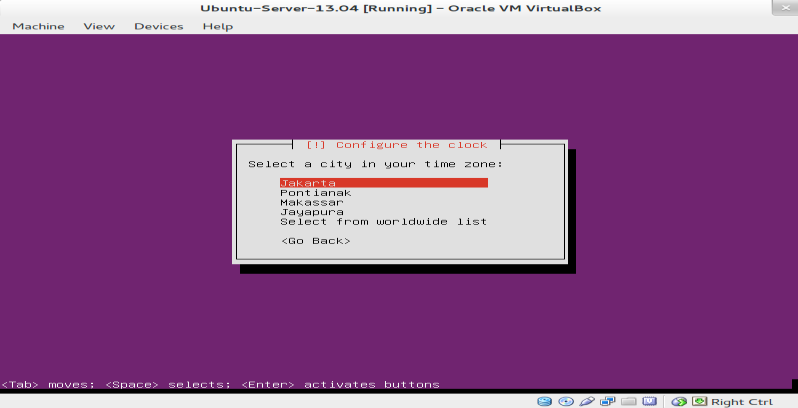 Ubuntu-Server-13.04 [Running] - Oracle VM VirtualBox
Machine View Devices Help
[!] Configure the clock
Select a city in your time zone:
Jakarta
Pontianak
Makassar
Jayapura
Select from worldwide list
<Go Back>
<Tab> moves; <Space> selects; <Enter> activates buttons
Right Ctrl